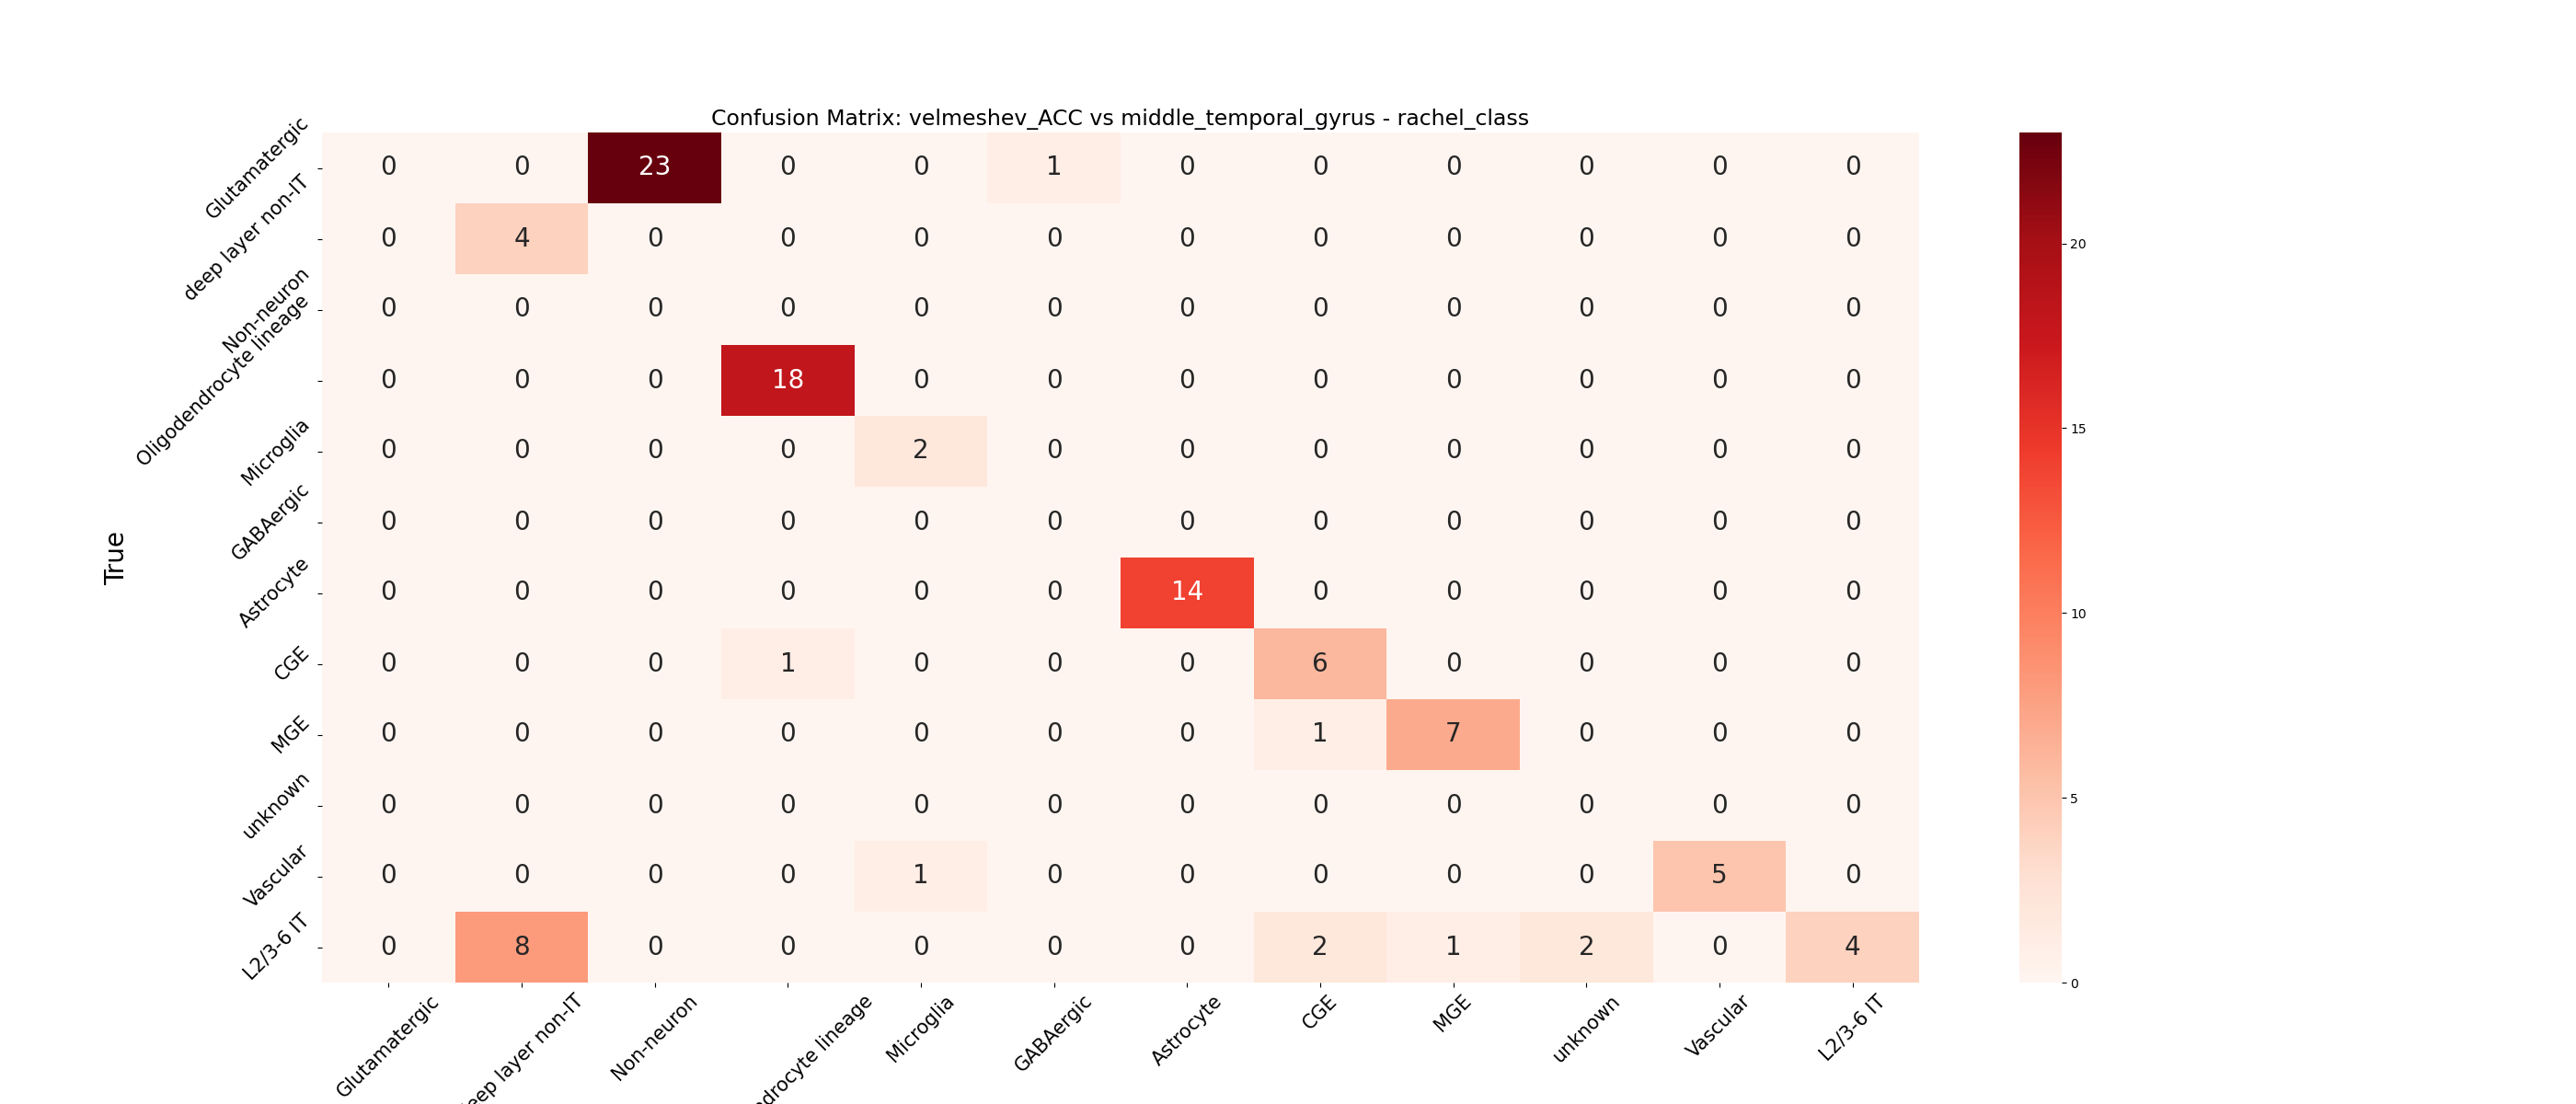 Confusion Matrix: velmeshev_ACC vs middle_temporal_gyrus - rachel_class
True
Glutamatergic 0 0 23 0 0 1 0 0 0 0 0 0
deep layer non-IT 0 4 0 0 0 0 0 0 0 0 0 0
Non-neuron 0 0 0 0 0 0 0 0 0 0 0 0
Oligodendrocyte lineage 0 0 0 18 0 0 0 0 0 0 0 0
Microglia 0 0 0 0 2 0 0 0 0 0 0 0
GABAergic 0 0 0 0 0 0 0 0 0 0 0 0
Astrocyte 0 0 0 0 0 0 14 0 0 0 0 0
CGE 0 0 0 1 0 0 0 6 0 0 0 0
MGE 0 0 0 0 0 0 0 1 7 0 0 0
unknown 0 0 0 0 0 0 0 0 0 0 0 0
Vascular 0 0 0 0 1 0 0 0 0 0 5 0
L2/3-6 IT 0 8 0 0 0 0 0 2 1 2 0 4
Glutamatergic
eep layer non-IT
Non-neuron
ndrocyte lineage
Microglia
GABAergic
Astrocyte
CGE
MGE
unknown
Vascular
L2/3-6 IT
20
15
10
5
0